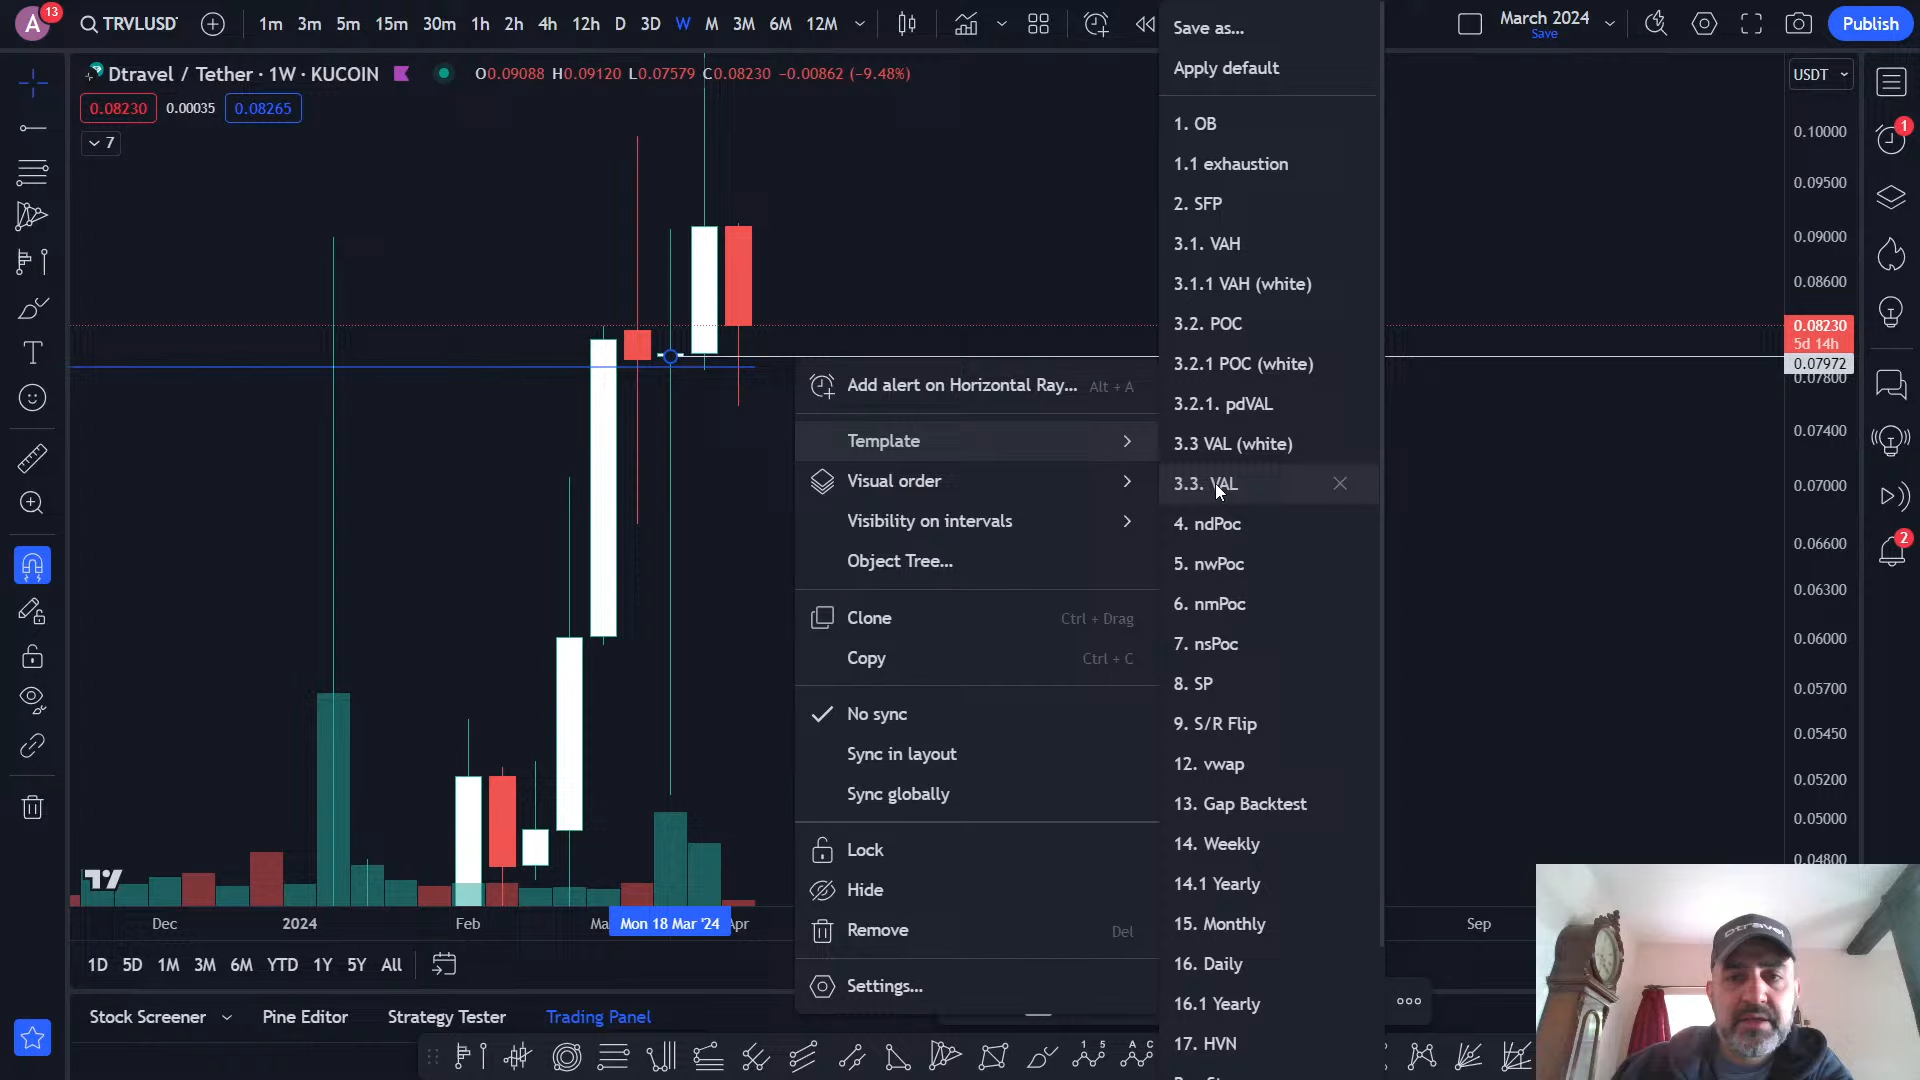 A
13
TRVLUSDT
1m 3m 5m 15m 30m 1h 2h 4h 12h D 3D W M 3M 6M 12M
March 2024
Save
Publish
Dtravel / Tether · 1W · KUCOIN
O0.09088 H0.09120 L0.07579 C0.08230 −0.00862 (−9.48%)
0.08230 0.00035 0.08265
7
USDT
0.10000
0.09500
0.09000
0.08600
0.08230
5d 14h
0.07972
0.07800
0.07400
0.07000
0.06600
0.06300
0.06000
0.05700
0.05450
0.05200
0.05000
0.04800
1
2
Save as...
Apply default
1. OB
1.1 exhaustion
2. SFP
3.1. VAH
3.1.1 VAH (white)
3.2. POC
3.2.1 POC (white)
3.2.1. pdVAL
3.3 VAL (white)
3.3. VAL
4. ndPoc
5. nwPoc
6. nmPoc
7. nsPoc
8. SP
9. S/R Flip
12. vwap
13. Gap Backtest
14. Weekly
14.1 Yearly
15. Monthly
16. Daily
16.1 Yearly
17. HVN
Add alert on Horizontal Ray... Alt + A
Template
Visual order
Visibility on intervals
Object Tree...
Clone Ctrl + Drag
Copy Ctrl + C
No sync
Sync in layout
Sync globally
Lock
Hide
Remove Del
Settings...
Dec 2024 Feb Ma Mon 18 Mar '24 Apr Sep
1D 5D 1M 3M 6M YTD 1Y 5Y All
Stock Screener Pine Editor Strategy Tester Trading Panel
dtravel